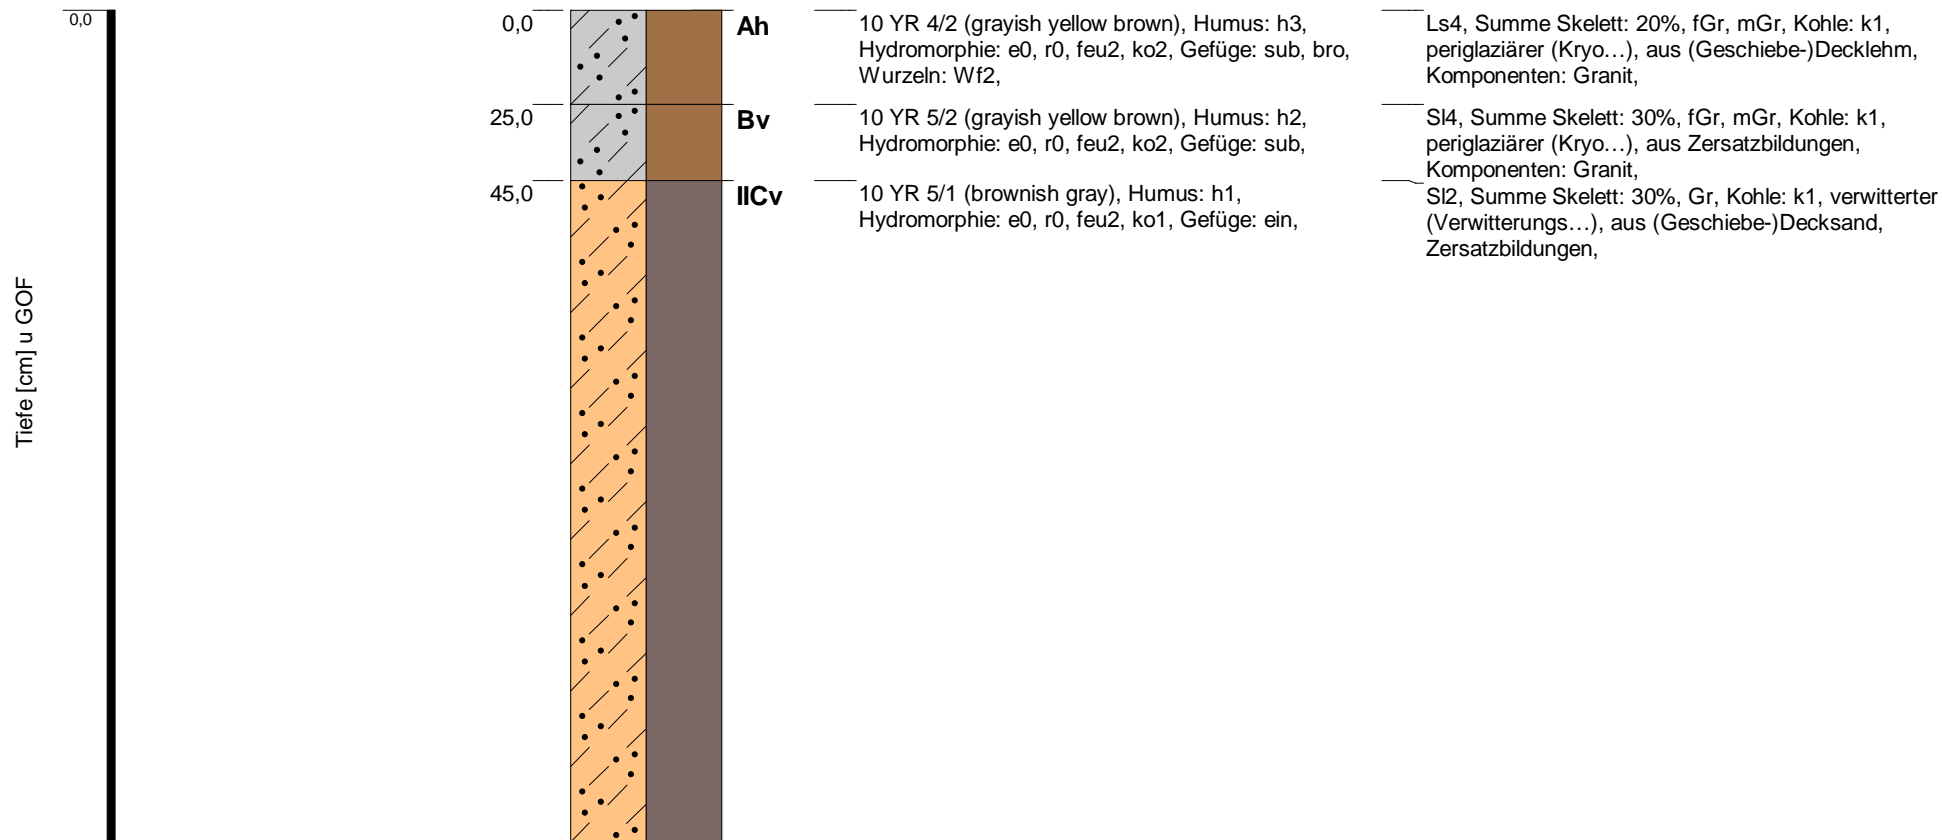 0,0
Tiefe [cm] u GOF
0,0
Ah
10 YR 4/2 (grayish yellow brown), Humus: h3,
Hydromorphie: e0, r0, feu2, ko2, Gefüge: sub, bro,
Wurzeln: Wf2,
Ls4, Summe Skelett: 20%, fGr, mGr, Kohle: k1,
periglaziärer (Kryo...), aus (Geschiebe-)Decklehm,
Komponenten: Granit,
25,0
Bv
10 YR 5/2 (grayish yellow brown), Humus: h2,
Hydromorphie: e0, r0, feu2, ko2, Gefüge: sub,
Sl4, Summe Skelett: 30%, fGr, mGr, Kohle: k1,
periglaziärer (Kryo...), aus Zersatzbildungen,
Komponenten: Granit,
45,0
IICv
10 YR 5/1 (brownish gray), Humus: h1,
Hydromorphie: e0, r0, feu2, ko1, Gefüge: ein,
Sl2, Summe Skelett: 30%, Gr, Kohle: k1, verwitterter
(Verwitterungs...), aus (Geschiebe-)Decksand,
Zersatzbildungen,